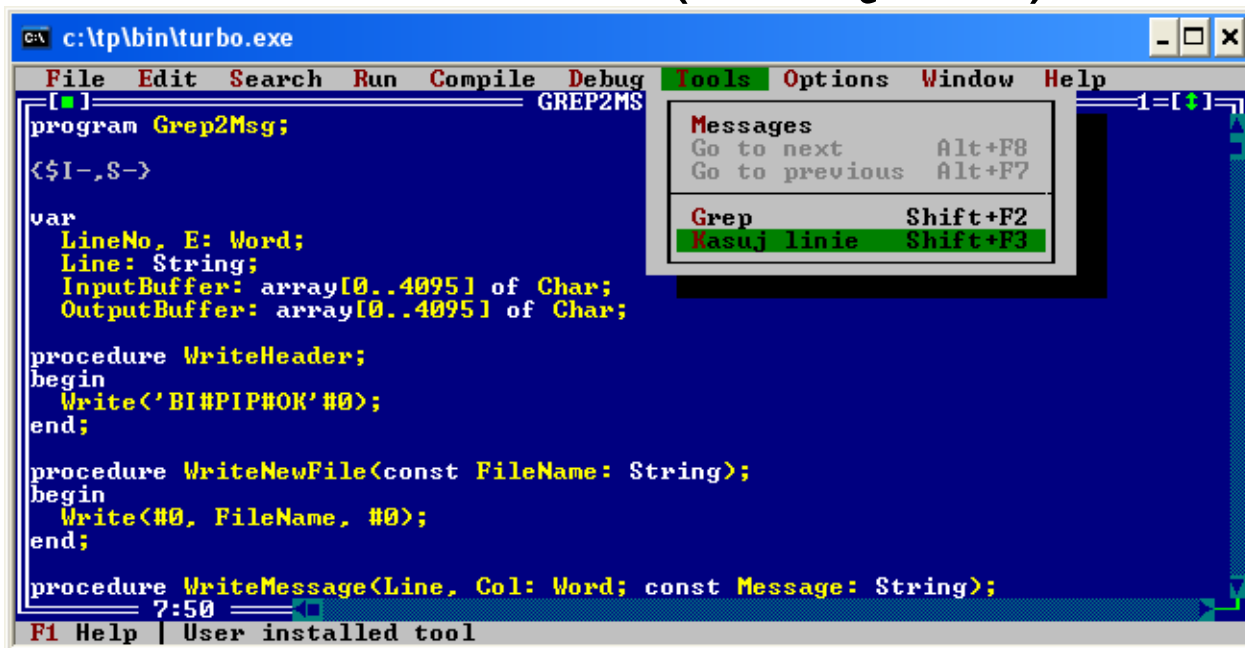 c:\tp\bin\turbo.exe
File Edit Search Run Compile Debug Tools Options Window Help
[■] GREP2MS 1=[↕]
program Grep2Msg;
{$I-,S-}
var
LineNo, E: Word;
Line: String;
InputBuffer: array[0..4095] of Char;
OutputBuffer: array[0..4095] of Char;
procedure WriteHeader;
begin
Write('BI#PIP#OK'#0);
end;
procedure WriteNewFile(const FileName: String);
begin
Write(#0, FileName, #0);
end;
procedure WriteMessage(Line, Col: Word; const Message: String);
Messages
Go to next Alt+F8
Go to previous Alt+F7
Grep Shift+F2
Kasuj linie Shift+F3
7:50
F1 Help | User installed tool